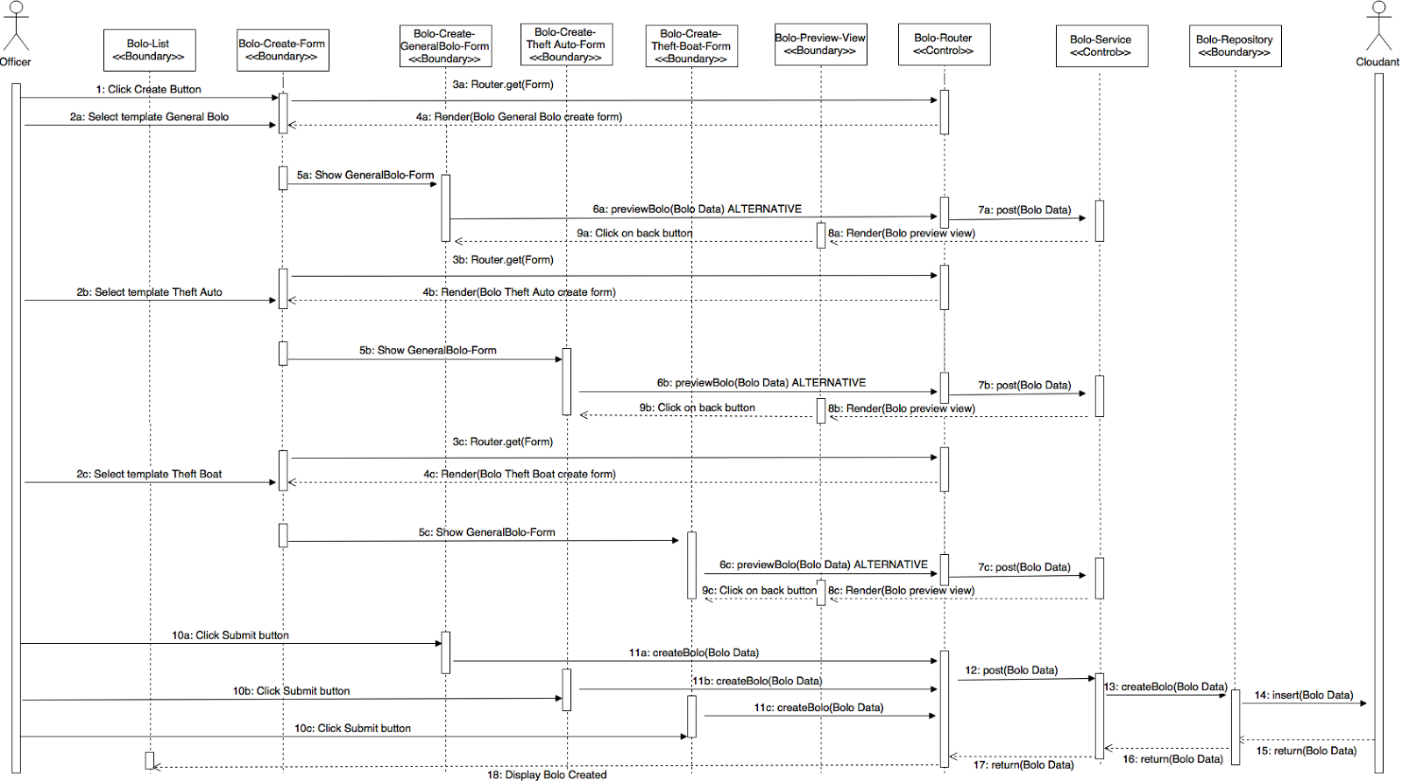 Officer
Bolo-List
<<Boundary>>
Bolo-Create-Form
<<Boundary>>
Bolo-Create-
GeneralBolo-Form
<<Boundary>>
Bolo-Create-
Theft Auto-Form
<<Boundary>>
Bolo-Create-
Theft-Boat-Form
<<Boundary>>
Bolo-Preview-View
<<Boundary>>
Bolo-Router
<<Control>>
Bolo-Service
<<Control>>
Bolo-Repository
<<Boundary>>
Cloudant
1: Click Create Button
3a: Router.get(Form)
2a: Select template General Bolo
4a: Render(Bolo General Bolo create form)
5a: Show GeneralBolo-Form
6a: previewBolo(Bolo Data) ALTERNATIVE
7a: post(Bolo Data)
9a: Click on back button
8a: Render(Bolo preview view)
3b: Router.get(Form)
2b: Select template Theft Auto
4b: Render(Bolo Theft Auto create form)
5b: Show GeneralBolo-Form
6b: previewBolo(Bolo Data) ALTERNATIVE
7b: post(Bolo Data)
9b: Click on back button
8b: Render(Bolo preview view)
3c: Router.get(Form)
2c: Select template Theft Boat
4c: Render(Bolo Theft Boat create form)
5c: Show GeneralBolo-Form
6c: previewBolo(Bolo Data) ALTERNATIVE
7c: post(Bolo Data)
9c: Click on back button
8c: Render(Bolo preview view)
10a: Click Submit button
11a: createBolo(Bolo Data)
12: post(Bolo Data)
10b: Click Submit button
11b: createBolo(Bolo Data)
13: createBolo(Bolo Data)
14: insert(Bolo Data)
10c: Click Submit button
11c: createBolo(Bolo Data)
15: return(Bolo Data)
16: return(Bolo Data)
17: return(Bolo Data)
18: Display Bolo Created